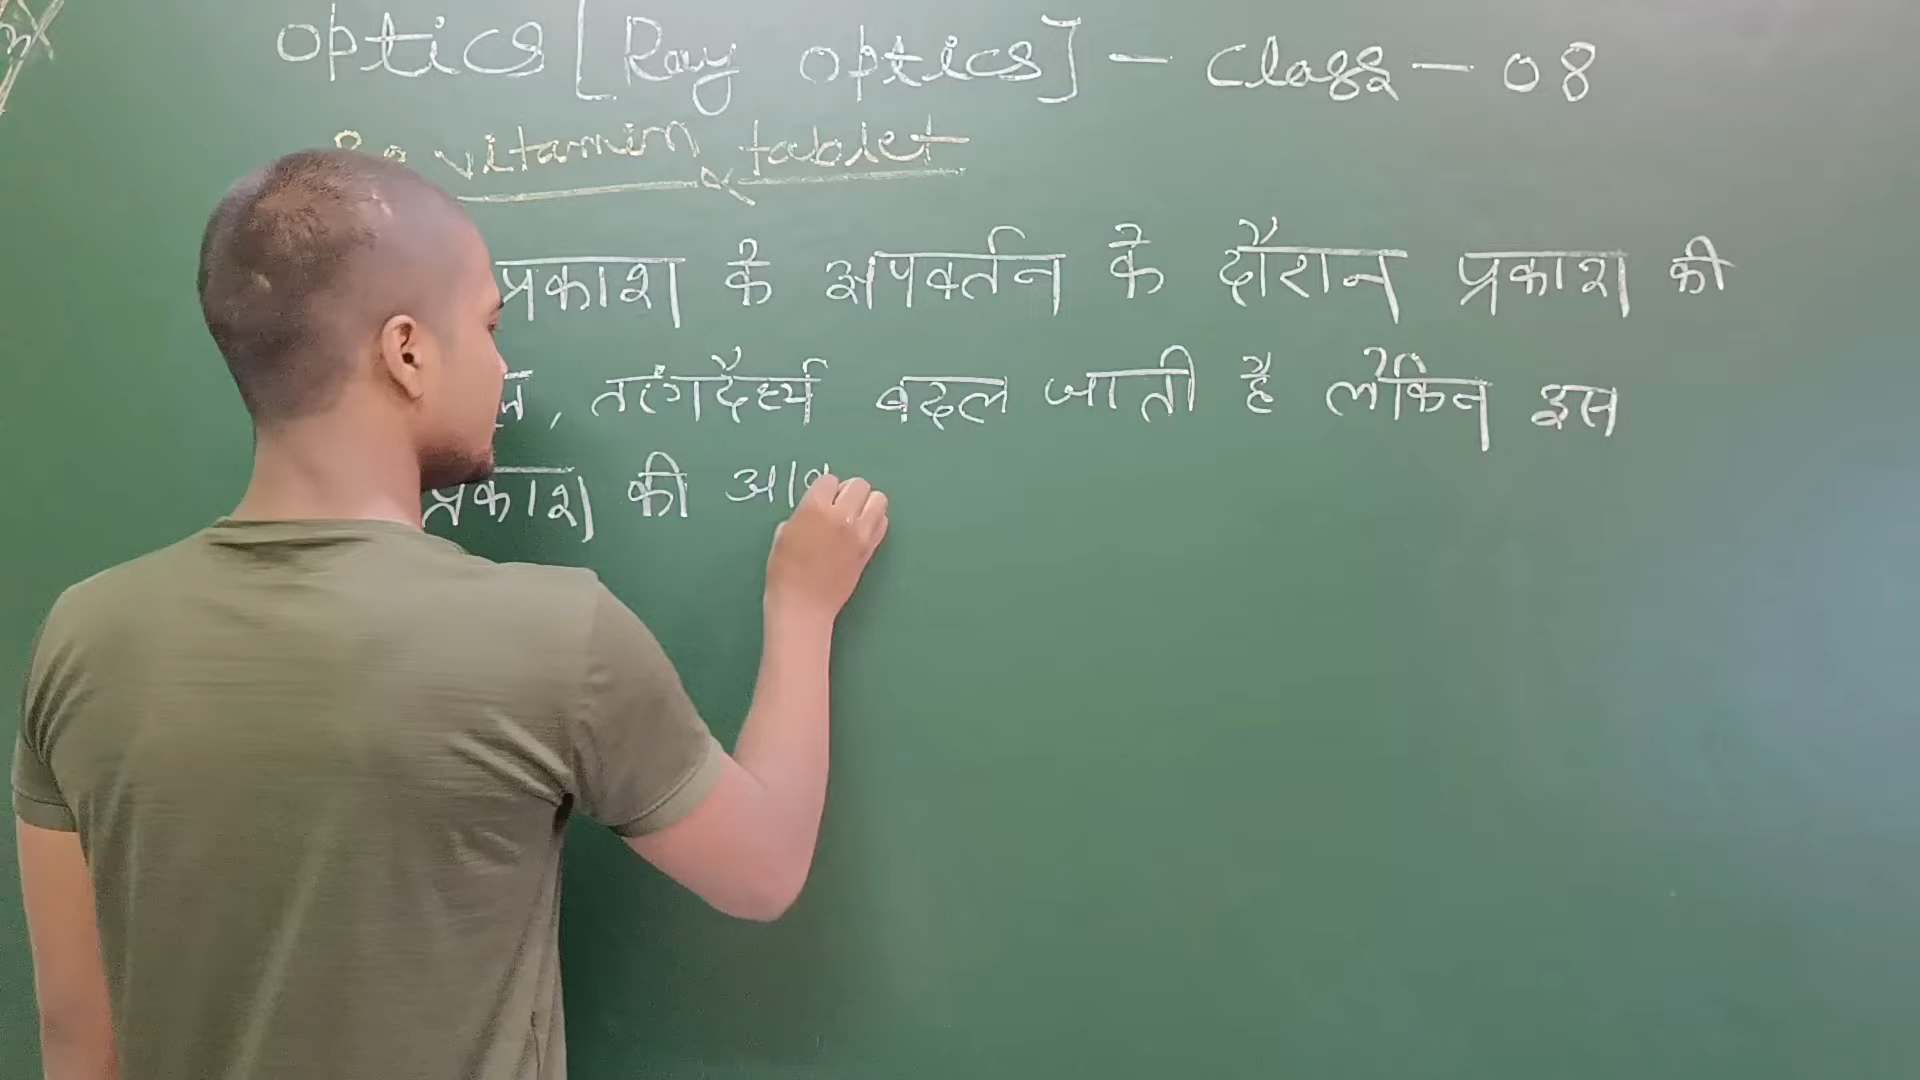 Optics [Ray optics] - Class - 08
vitamin tablet
प्रकाश के अपवर्तन के दौरान प्रकाश की
, तरंगदैर्ध्य बदल जाती है लेकिन इस
प्रकाश की